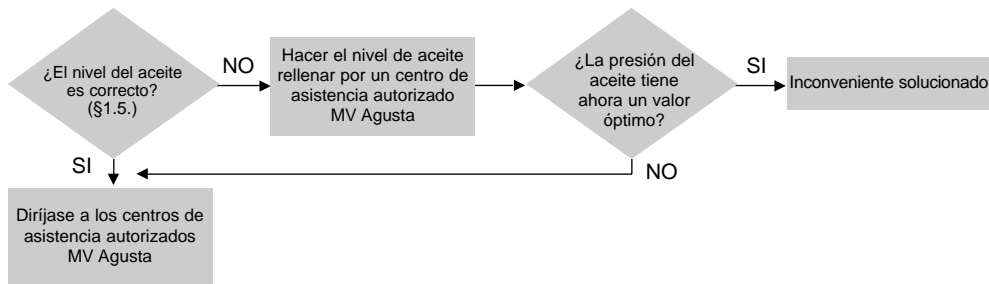 ¿El nivel del aceite
es correcto?
(§1.5.)
NO
Hacer el nivel de aceite
rellenar por un centro de
asistencia autorizado
MV Agusta
¿La presión del
aceite tiene
ahora un valor
óptimo?
SI
Inconveniente solucionado
SI
NO
Diríjase a los centros de
asistencia autorizados
MV Agusta